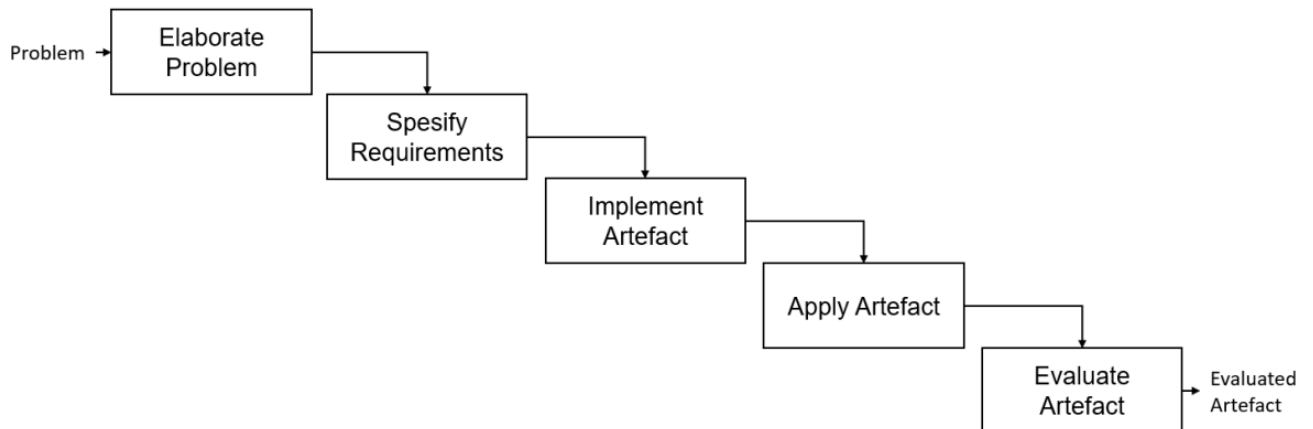 Problem
Elaborate
Problem
Spesify
Requirements
Implement
Artefact
Apply Artefact
Evaluate
Artefact
Evaluated
Artefact